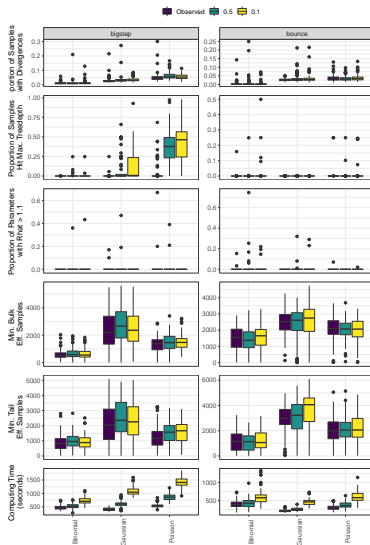 Observed 0.5 0.1
bigstep bounce
portion of Samples
with Divergences
0.3
0.2
0.1
0.0
0.25
0.20
0.15
0.10
0.05
0.00
Proportion of Samples
Hit Max. Treedepth
1.00
0.75
0.50
0.25
0.00
0.5
0.4
0.3
0.2
0.1
0.0
Proportion of Parameters
with Rhat > 1.1
0.6
0.4
0.2
0.0
0.8
0.6
0.4
0.2
0.0
Min. Bulk
Eff. Samples
4000
2000
0
4000
3000
2000
1000
0
Min. Tail
Eff. Samples
5000
4000
3000
2000
1000
0
6000
4000
2000
0
Computing Time
(seconds)
1500
1000
500
1000
500
Binomial
Gaussian
Poisson
Binomial
Gaussian
Poisson